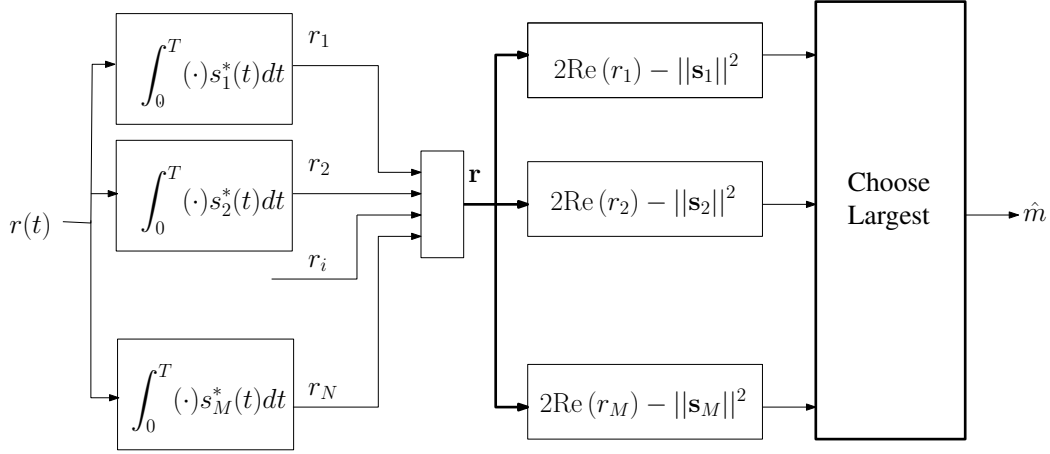 r(t)
∫_0^T (·)s_1^*(t)dt
r_1
∫_0^T (·)s_2^*(t)dt
r_2
r_i
∫_0^T (·)s_M^*(t)dt
r_N
𝐫
2Re (r_1) − ||𝐬_1||^2
2Re (r_2) − ||𝐬_2||^2
2Re (r_M) − ||𝐬_M||^2
Choose
Largest
m̂